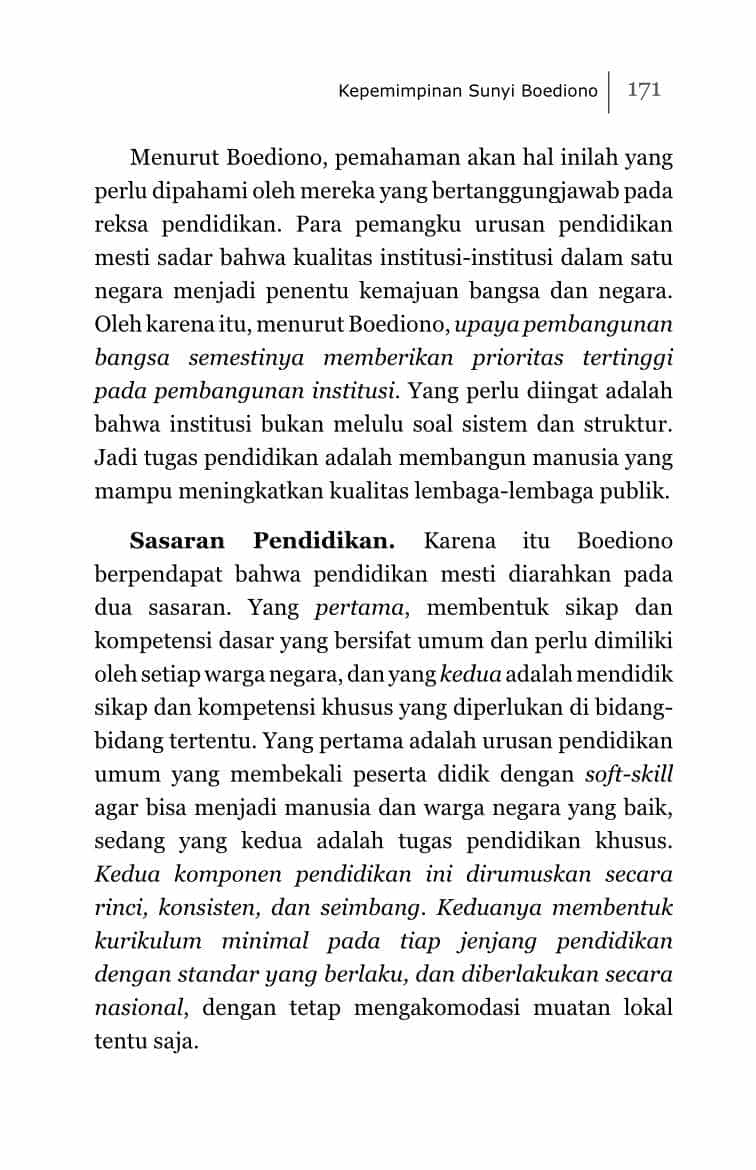 Kepemimpinan Sunyi Boediono 171
Menurut Boediono, pemahaman akan hal inilah yang
perlu dipahami oleh mereka yang bertanggungjawab pada
reksa pendidikan. Para pemangku urusan pendidikan
mesti sadar bahwa kualitas institusi-institusi dalam satu
negara menjadi penentu kemajuan bangsa dan negara.
Oleh karena itu, menurut Boediono, upaya pembangunan
bangsa semestinya memberikan prioritas tertinggi
pada pembangunan institusi. Yang perlu diingat adalah
bahwa institusi bukan melulu soal sistem dan struktur.
Jadi tugas pendidikan adalah membangun manusia yang
mampu meningkatkan kualitas lembaga-lembaga publik.
Sasaran Pendidikan. Karena itu Boediono
berpendapat bahwa pendidikan mesti diarahkan pada
dua sasaran. Yang pertama, membentuk sikap dan
kompetensi dasar yang bersifat umum dan perlu dimiliki
oleh setiap warga negara, dan yang kedua adalah mendidik
sikap dan kompetensi khusus yang diperlukan di bidang-
bidang tertentu. Yang pertama adalah urusan pendidikan
umum yang membekali peserta didik dengan soft-skill
agar bisa menjadi manusia dan warga negara yang baik,
sedang yang kedua adalah tugas pendidikan khusus.
Kedua komponen pendidikan ini dirumuskan secara
rinci, konsisten, dan seimbang. Keduanya membentuk
kurikulum minimal pada tiap jenjang pendidikan
dengan standar yang berlaku, dan diberlakukan secara
nasional, dengan tetap mengakomodasi muatan lokal
tentu saja.